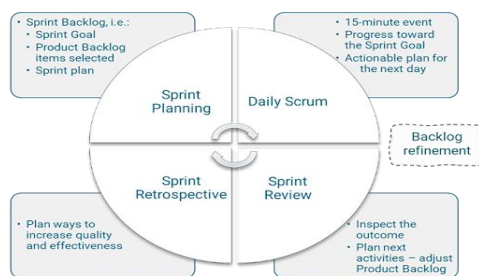 • Sprint Backlog, i.e.:
• Sprint Goal
• Product Backlog
items selected
• Sprint plan
• 15-minute event
• Progress toward
the Sprint Goal
• Actionable plan for
the next day
Sprint
Planning
Daily Scrum
Backlog
refinement
Sprint
Retrospective
Sprint
Review
• Plan ways to
increase quality
and effectiveness
• Inspect the
outcome
• Plan next
activities – adjust
Product Backlog